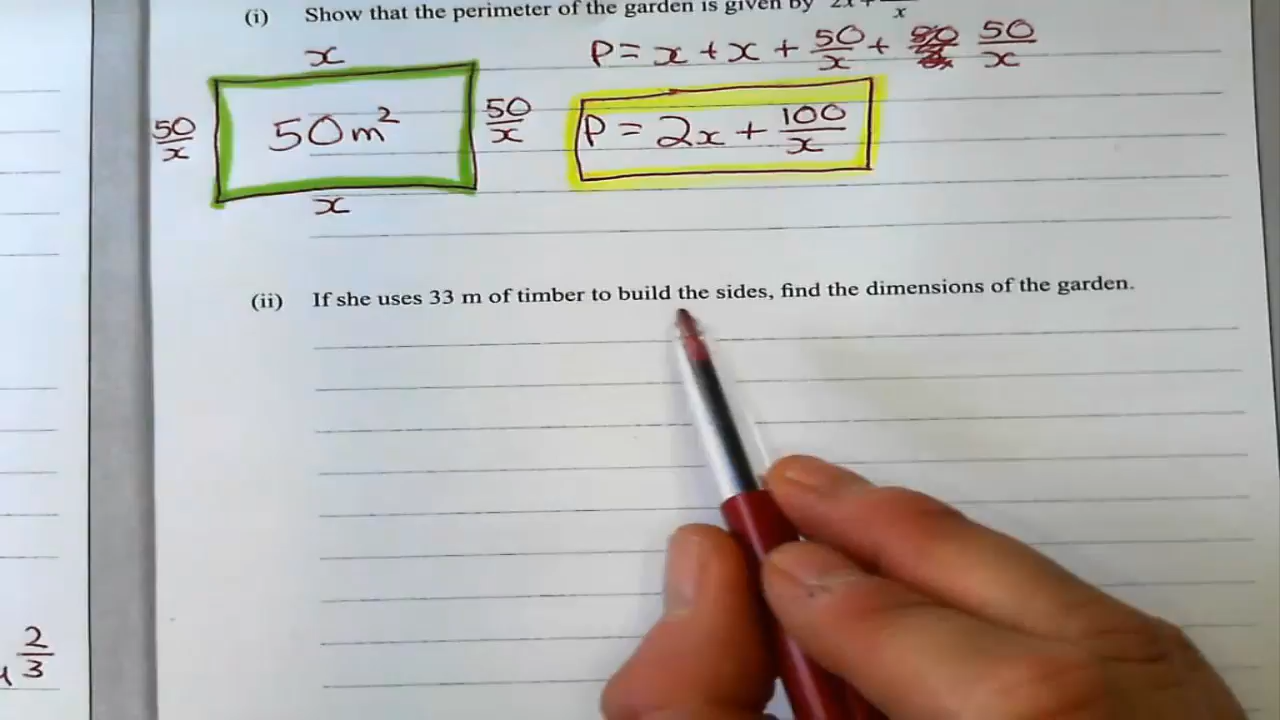 (i) Show that the perimeter of the garden is given by 2x + x
x
P = x + x + 50/x + 50/x
50/x 50m² 50/x
P = 2x + 100/x
x
(ii) If she uses 33 m of timber to build the sides, find the dimensions of the garden.
2/3